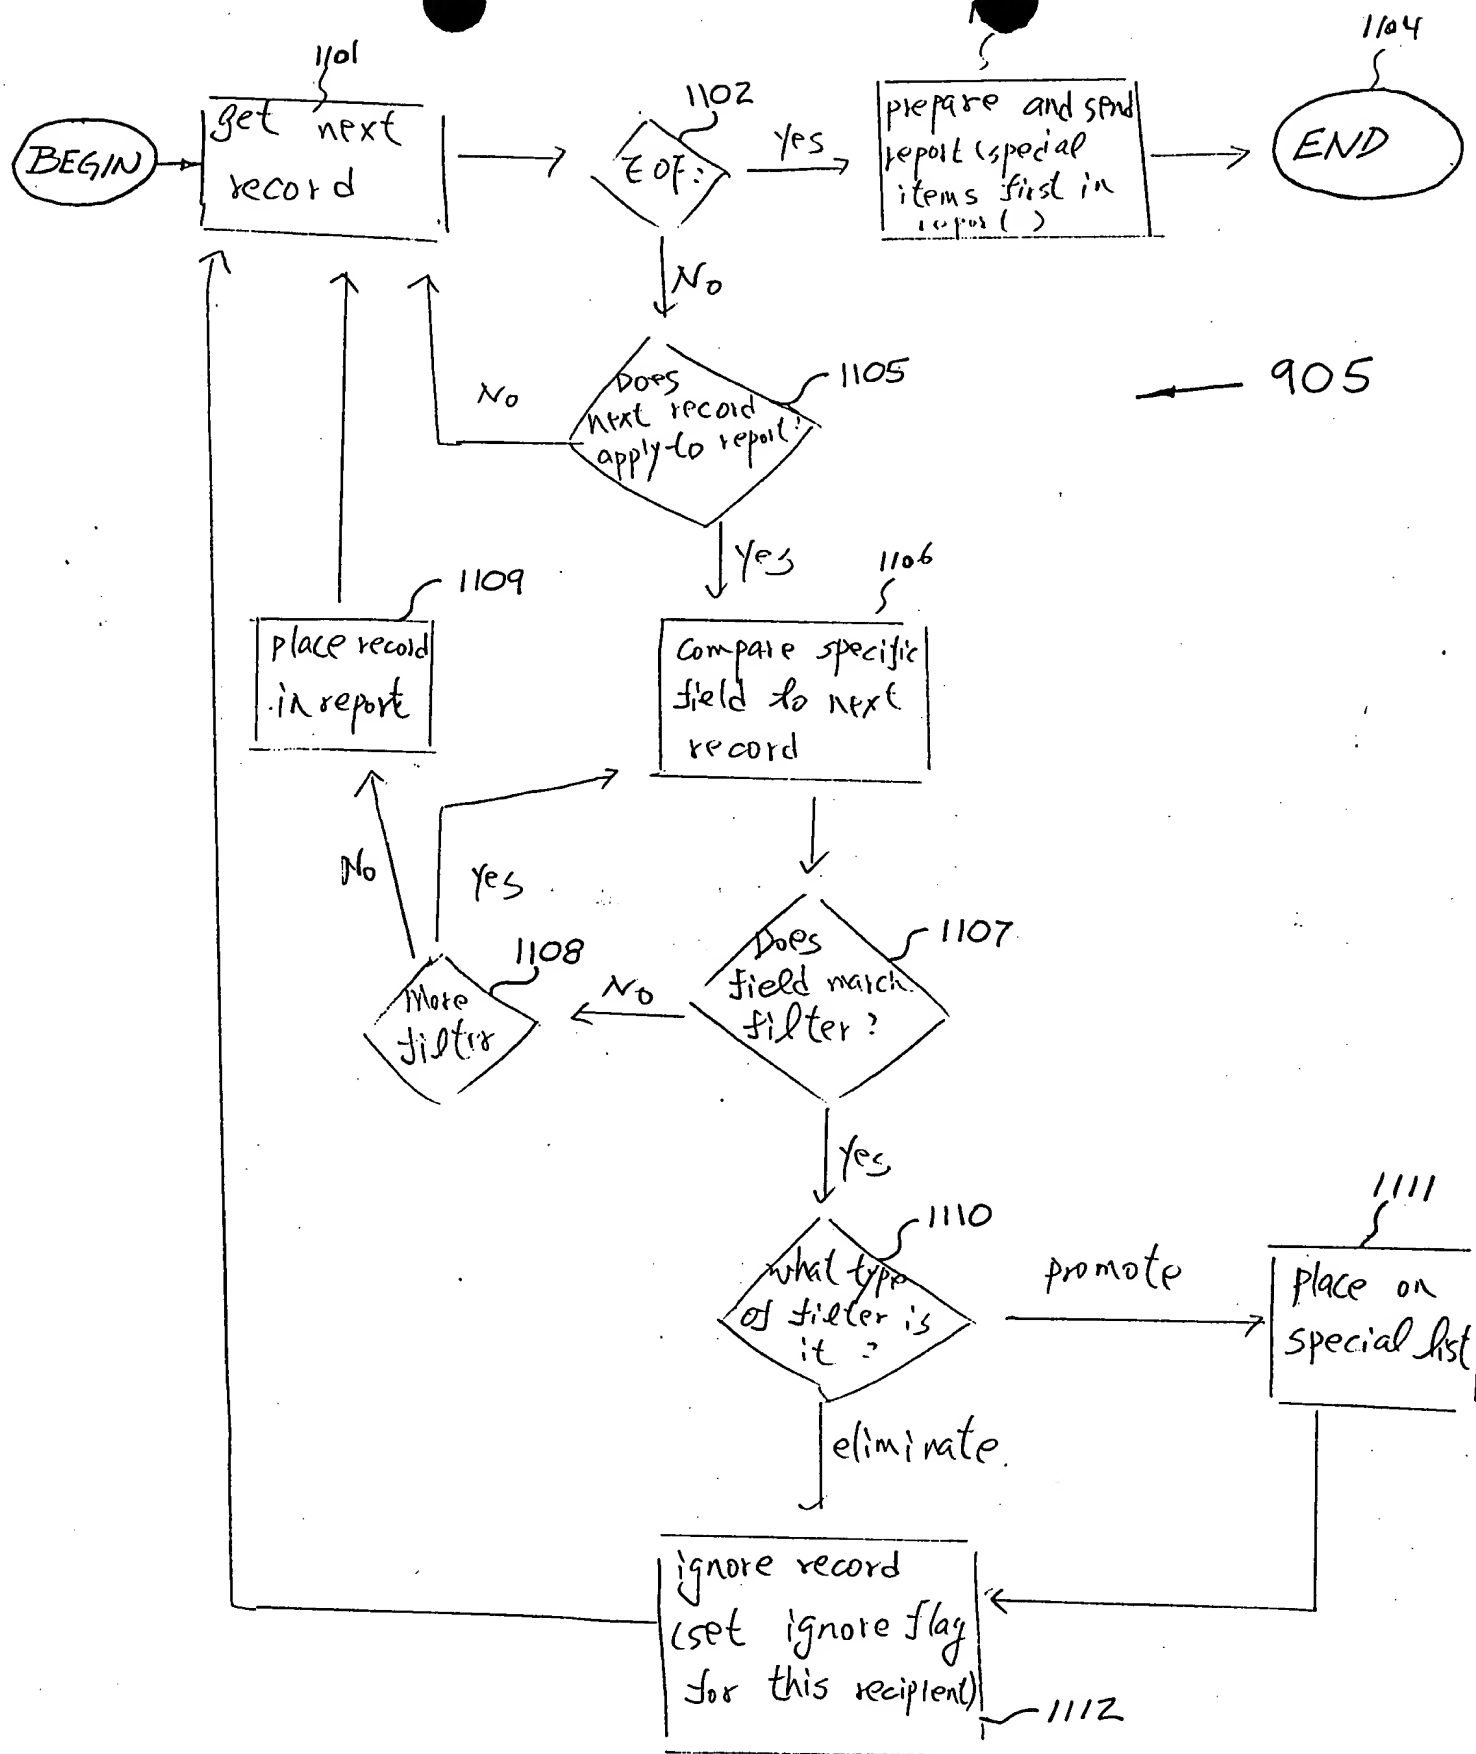 1101
1104
BEGIN
get next
record
1102
EOF:
Yes
prepare and send
report (special
items first in
report)
END
No
905
1105
Does
next record
apply to report?
No
Yes
1106
1109
place record
in report
Compare specific
field to next
record
No
Yes
1107
Does
field march
filter?
No
1108
More
filter
Yes
1110
what type
of filter is
it ?
promote
1111
place on
special list
eliminate.
ignore record
(set ignore flag
for this recipient)
1112